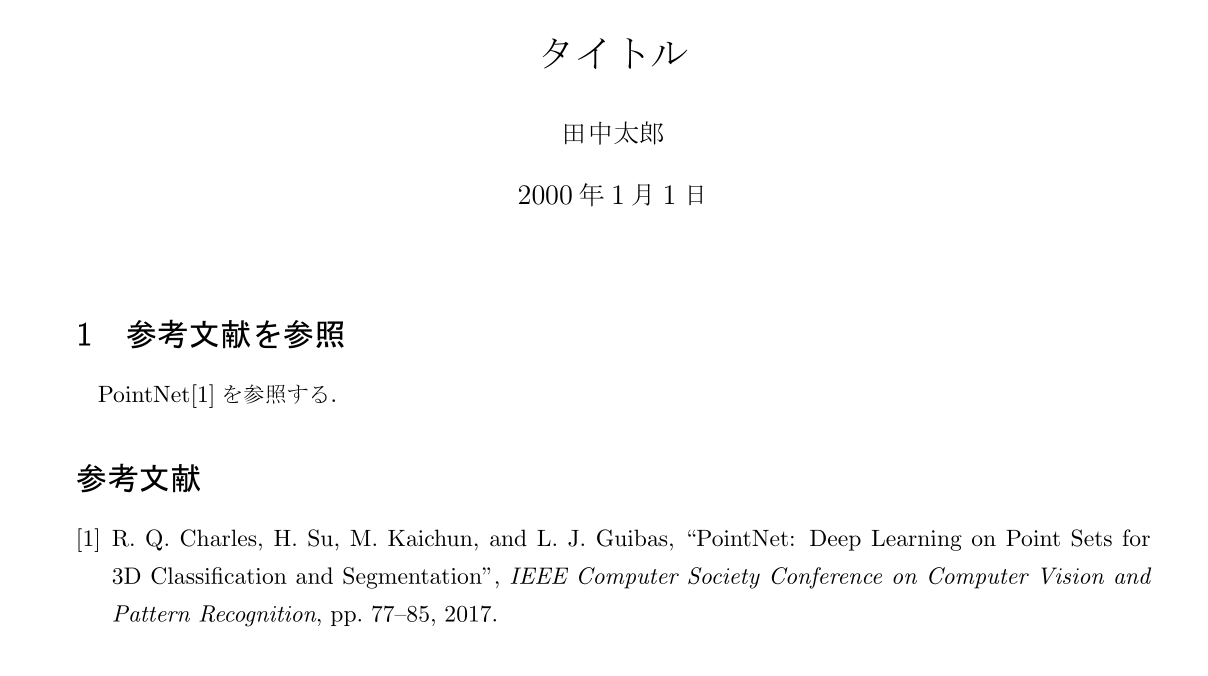 タイトル
田中太郎
2000 年 1 月 1 日
1 参考文献を参照
PointNet[1] を参照する.
参考文献
[1] R. Q. Charles, H. Su, M. Kaichun, and L. J. Guibas, “PointNet: Deep Learning on Point Sets for
3D Classification and Segmentation”, IEEE Computer Society Conference on Computer Vision and
Pattern Recognition, pp. 77–85, 2017.